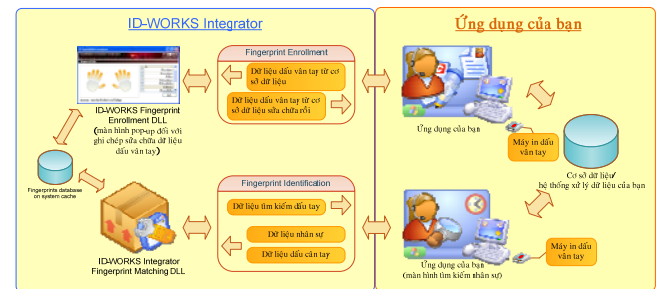 ID-WORKS Integrator
Ứng dụng của bạn
Fingerprint Enrollment
Dữ liệu dấu vân tay từ cơ
sở dữ liệu
Dữ liệu dấu vân tay từ cơ
sở dữ liệu sửa chữa rồi
ID-WORKS Fingerprint
Enrollment DLL
(màn hình pop-up đối với
ghi chép sửa chữa dữ liệu
dấu vân tay)
Ứng dụng của bạn
Máy in dấu
vân tay
Cơ sở dữ liệu/
hệ thống xử lý dữ liệu của bạn
Fingerprints database
on system cache
Fingerprint Identification
Dữ liệu tìm kiếm dấu tay
Dữ liệu nhân sự
Dữ liệu dấu cân tay
ID-WORKS Integrator
Fingerprint Matching DLL
Máy in dấu
vân tay
Ứng dụng của bạn
(màn hình tìm kiếm nhân sự)